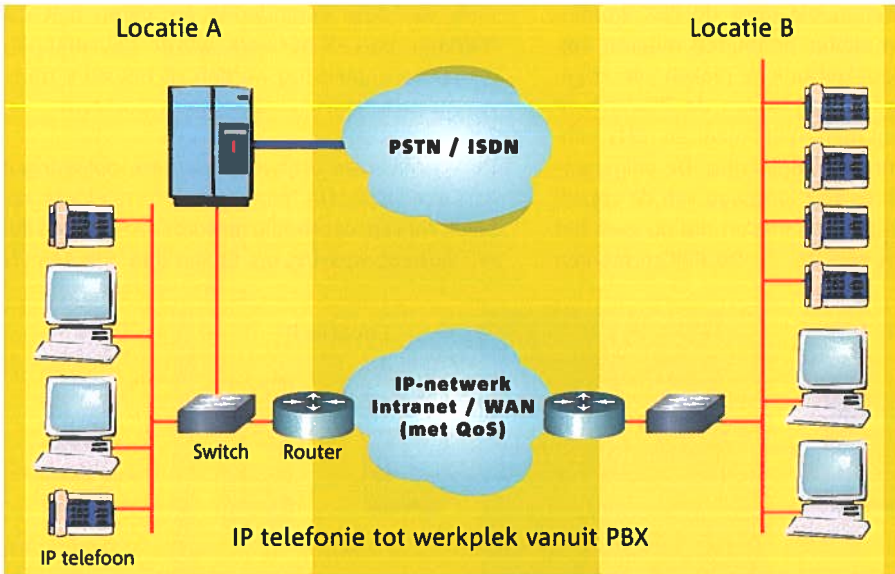 Locatie A
Locatie B
PSTN / ISDN
IP-netwerk
Intranet / WAN
(met QoS)
Switch
Router
IP telefonie tot werkplek vanuit PBX
IP telefoon